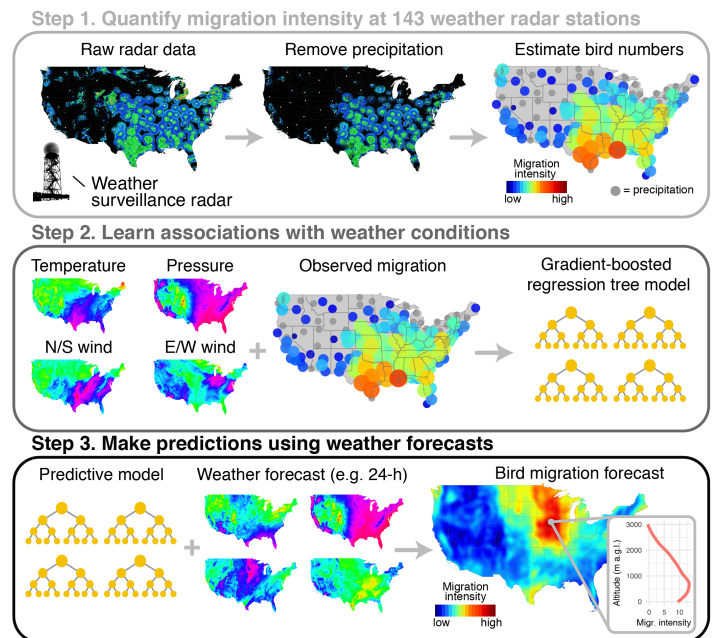 Step 1. Quantify migration intensity at 143 weather radar stations
Raw radar data
Remove precipitation
Estimate bird numbers
Weather
surveillance radar
Migration
intensity
low
high
= precipitation
Step 2. Learn associations with weather conditions
Temperature
Pressure
Observed migration
Gradient-boosted
regression tree model
N/S wind
E/W wind
+
Step 3. Make predictions using weather forecasts
Predictive model
Weather forecast (e.g. 24-h)
Bird migration forecast
+
Migration
intensity
low
high
Altitude (m a.g.l.)
3000
2000
1000
0
0 5 10
Migr. intensity